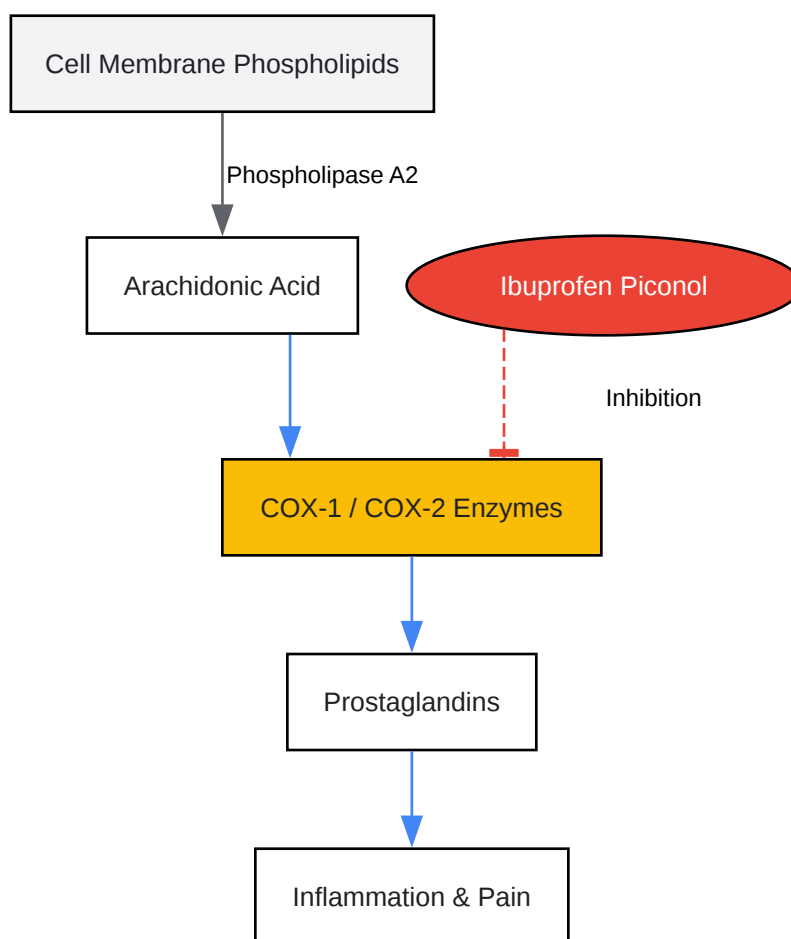 Cell Membrane Phospholipids
Phospholipase A2
Arachidonic Acid
Ibuprofen Piconol
Inhibition
COX-1 / COX-2 Enzymes
Prostaglandins
Inflammation & Pain